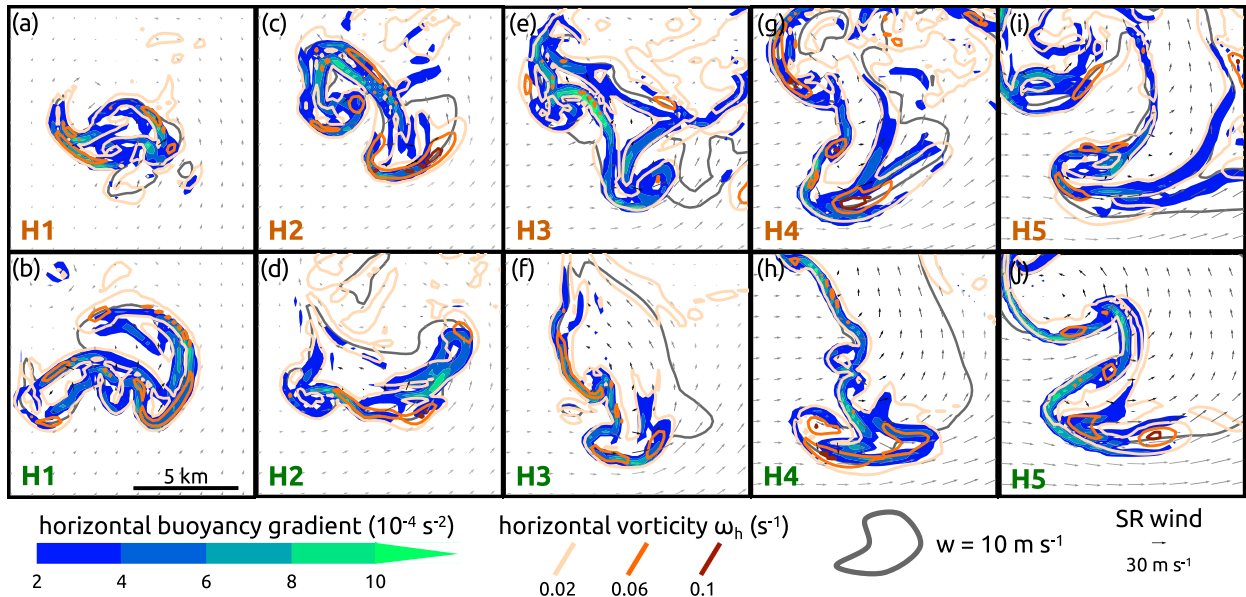 (a) (c) (e) (g) (i)
H1 H2 H3 H4 H5
(b) (d) (f) (h) (j)
5 km
H1 H2 H3 H4 H5
horizontal buoyancy gradient (10⁻⁴ s⁻²)
2 4 6 8 10
horizontal vorticity ωₕ (s⁻¹)
0.02 0.06 0.1
w = 10 m s⁻¹
SR wind
30 m s⁻¹